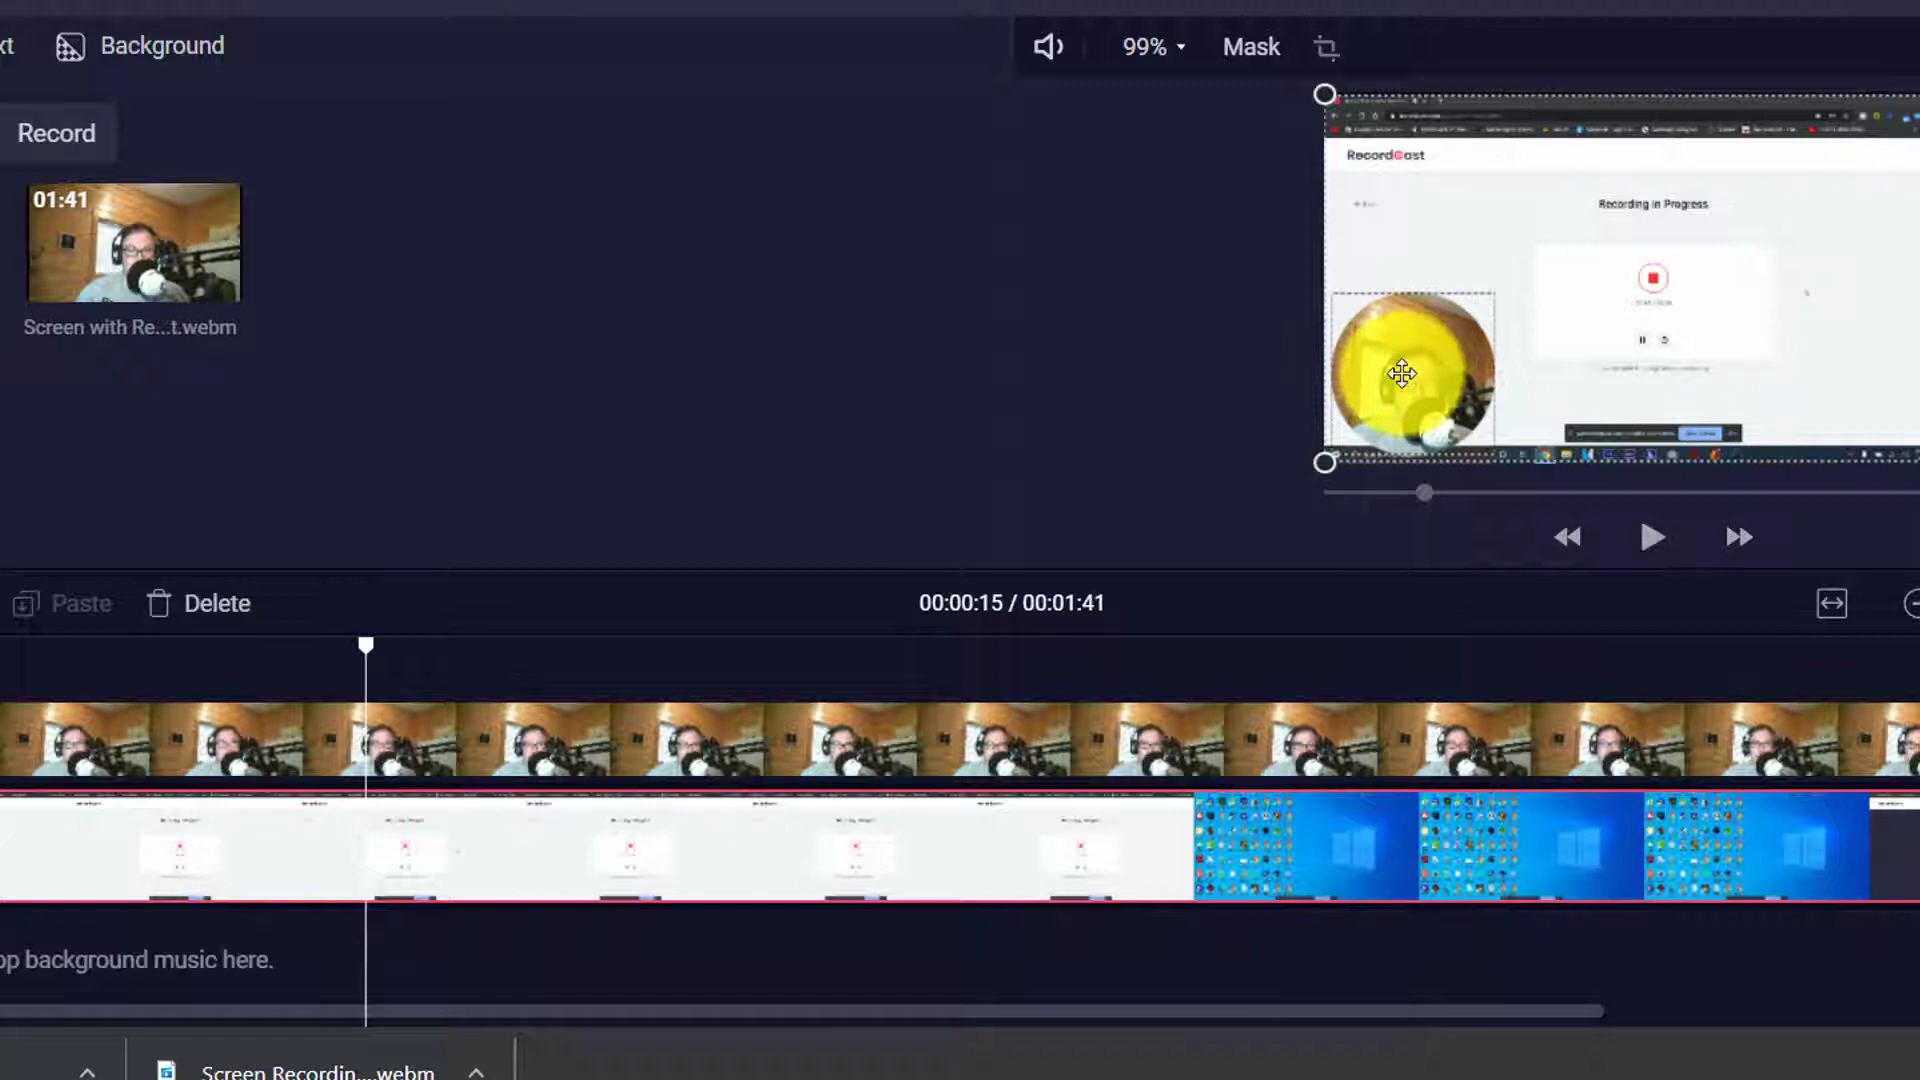 xt
Background
99%
Mask
Record
01:41
Screen with Re...t.webm
RecordCast
Recording in Progress
Paste
Delete
00:00:15 / 00:01:41
op background music here.
Screen Recordin....webm